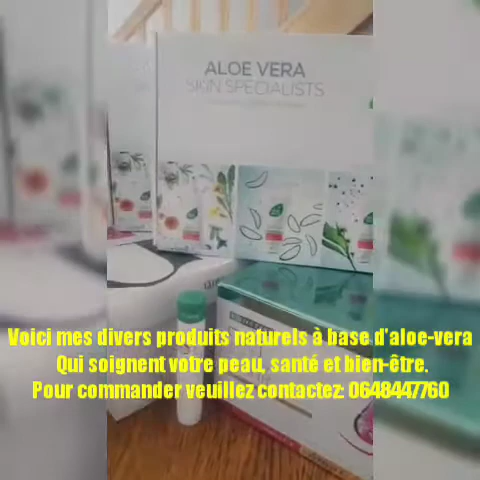 ALOE VERA
SKIN SPECIALISTS
Voici mes divers produits naturels à base d'aloe-vera
Qui soignent votre peau, santé et bien-être.
Pour commander veuillez contactez: 0648447760